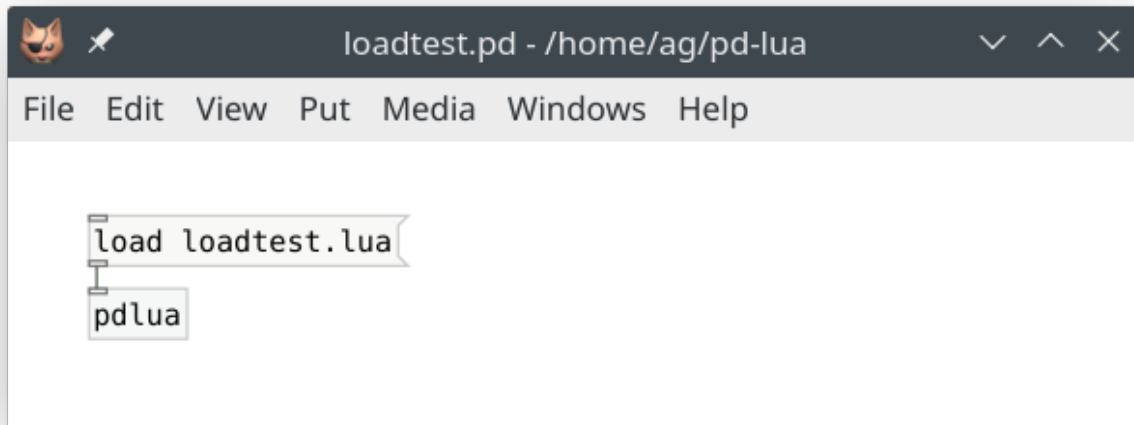 loadtest.pd - /home/ag/pd-lua
File Edit View Put Media Windows Help
load loadtest.lua
pdlua